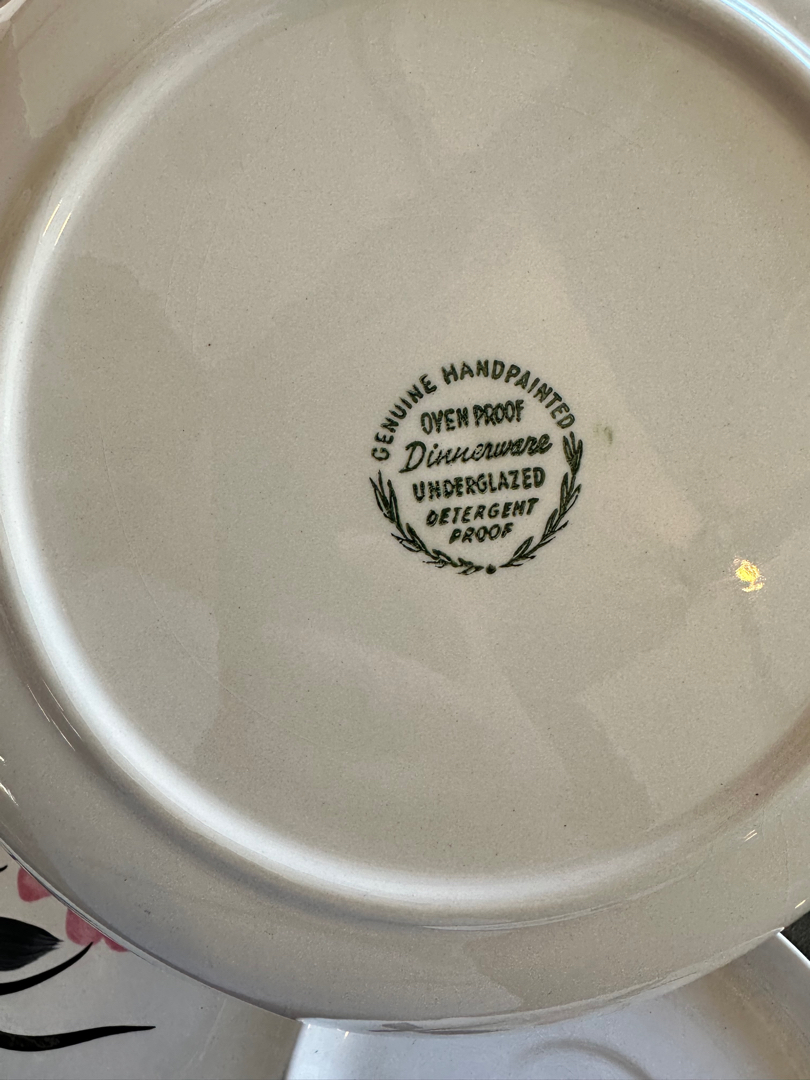 GENUINE HANDPAINTED
OVEN PROOF
Dinnerware
UNDERGLAZED
DETERGENT
PROOF